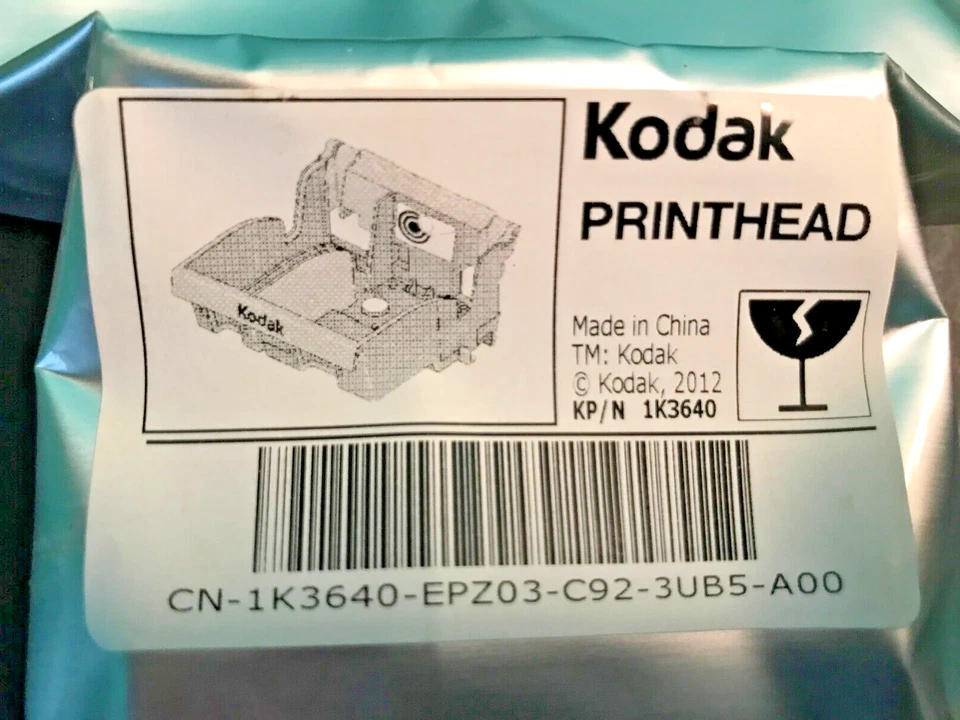 Kodak
PRINTHEAD
Kodak
Made in China
TM: Kodak
© Kodak, 2012
KP/N 1K3640
CN-1K3640-EPZ03-C92-3UB5-A00